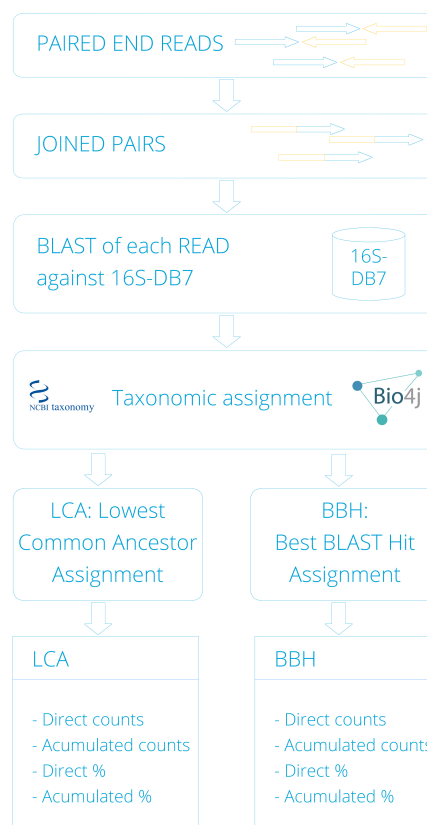 PAIRED END READS
JOINED PAIRS
BLAST of each READ
against 16S-DB7
16S-
DB7
NCBI taxonomy
Taxonomic assignment
Bio4j
LCA: Lowest
Common Ancestor
Assignment
BBH:
Best BLAST Hit
Assignment
LCA
- Direct counts
- Acumulated counts
- Direct %
- Acumulated %
BBH
- Direct counts
- Acumulated counts
- Direct %
- Acumulated %